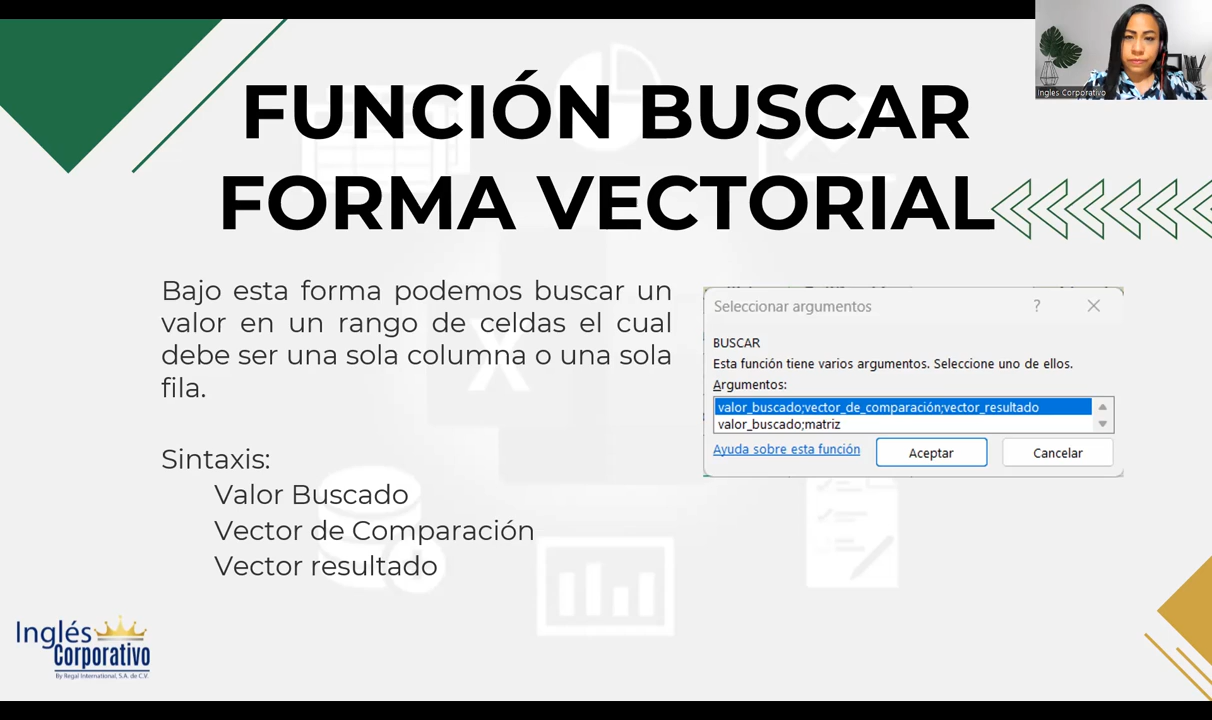 Ingles Corporativo
FUNCIÓN BUSCAR
FORMA VECTORIAL
Bajo esta forma podemos buscar un
valor en un rango de celdas el cual
debe ser una sola columna o una sola
fila.
Sintaxis:
Valor Buscado
Vector de Comparación
Vector resultado
Seleccionar argumentos
?
BUSCAR
Esta función tiene varios argumentos. Seleccione uno de ellos.
Argumentos:
valor_buscado;vector_de_comparación;vector_resultado
valor_buscado;matriz
Ayuda sobre esta función
Aceptar
Cancelar
Inglés
Corporativo
By Regal International, S.A. de C.V.